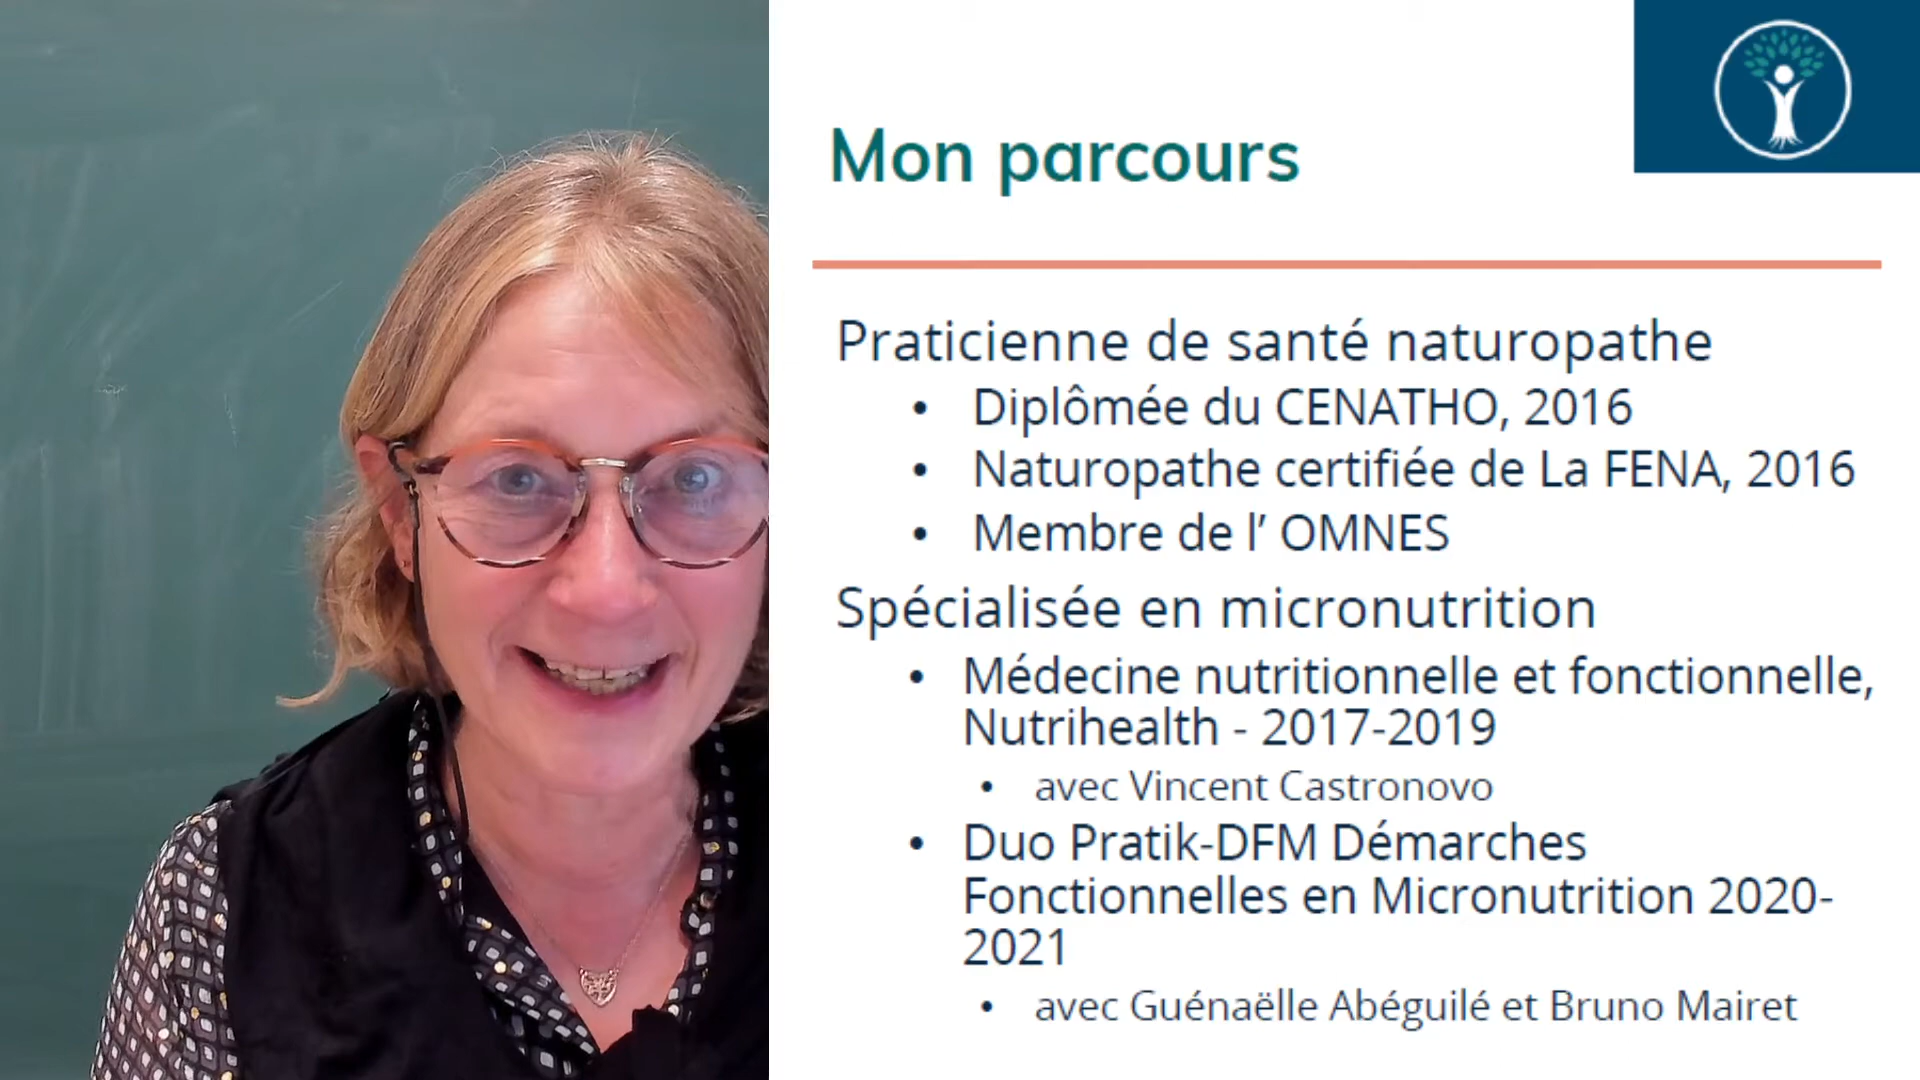 Mon parcours
Praticienne de santé naturopathe
• Diplômée du CENATHO, 2016
• Naturopathe certifiée de La FENA, 2016
• Membre de l’ OMNES
Spécialisée en micronutrition
• Médecine nutritionnelle et fonctionnelle,
Nutrihealth - 2017-2019
• avec Vincent Castronovo
• Duo Pratik-DFM Démarches
Fonctionnelles en Micronutrition 2020-
2021
• avec Guénaëlle Abéguilé et Bruno Mairet